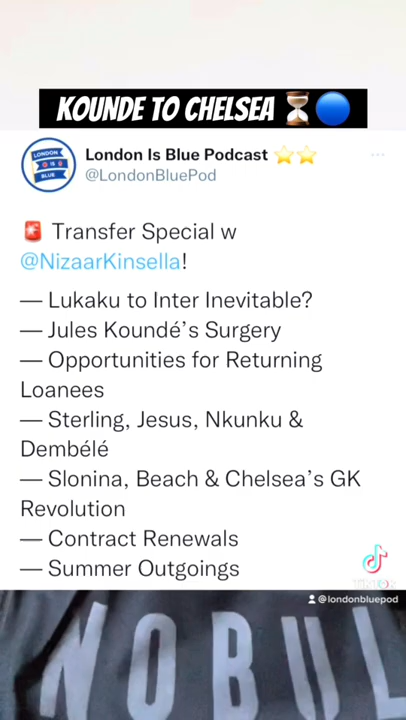 KOUNDE TO CHELSEA ⏳🔵
LONDON
IS
BLUE
London Is Blue Podcast ⭐⭐
@LondonBluePod
🚨 Transfer Special w
@NizaarKinsella!
— Lukaku to Inter Inevitable?
— Jules Koundé’s Surgery
— Opportunities for Returning
Loanees
— Sterling, Jesus, Nkunku &
Dembélé
— Slonina, Beach & Chelsea’s GK
Revolution
— Contract Renewals
— Summer Outgoings
@londonbluepod
NOBUL